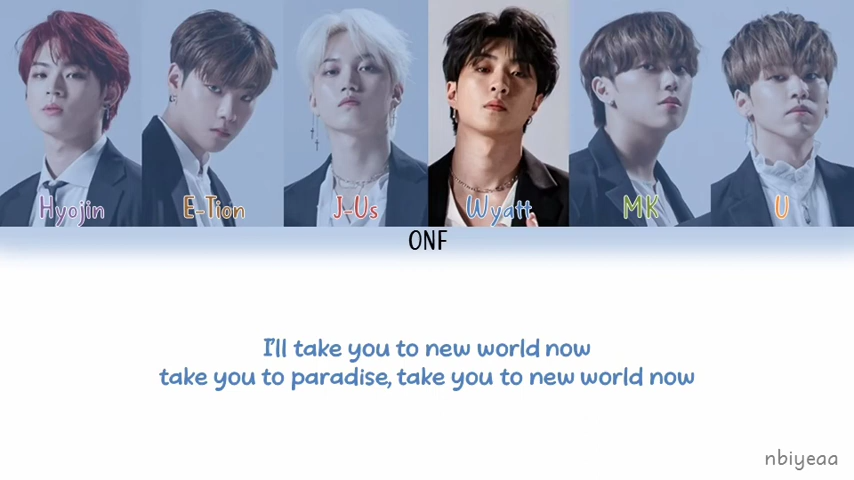 Hyojin E-Tion J-Us Wyatt MK U
ONF
I'll take you to new world now
take you to paradise, take you to new world now
nbiyeaa